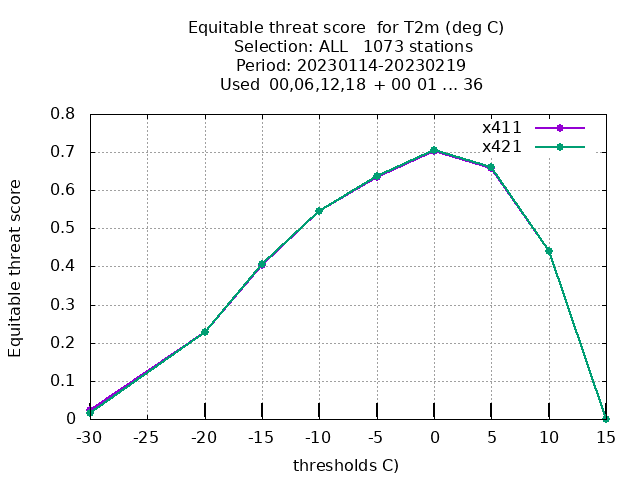 Equitable threat score  for T2m (deg C)
Selection: ALL   1073 stations
Period: 20230114-20230219
Used  00,06,12,18  + 00 01 ... 36
x411
x421
0.8
0.7
0.6
0.5
0.4
0.3
0.2
0.1
0
Equitable threat score
-30 -25 -20 -15 -10 -5 0 5 10 15
thresholds C)